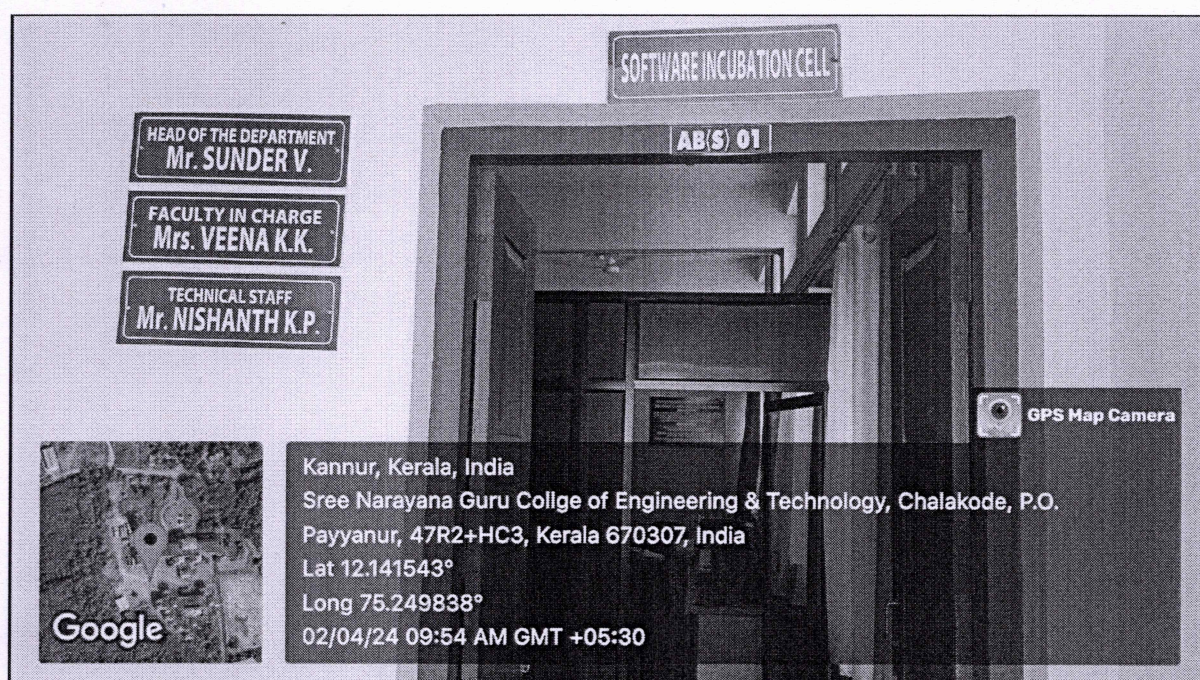 SOFTWARE INCUBATION CELL
AB(S) 01
HEAD OF THE DEPARTMENT
Mr. SUNDER V.
FACULTY IN CHARGE
Mrs. VEENA K.K.
TECHNICAL STAFF
Mr. NISHANTH K.P.
GPS Map Camera
Kannur, Kerala, India
Sree Narayana Guru Collge of Engineering & Technology, Chalakode, P.O.
Payyanur, 47R2+HC3, Kerala 670307, India
Lat 12.141543°
Long 75.249838°
02/04/24 09:54 AM GMT +05:30
Google